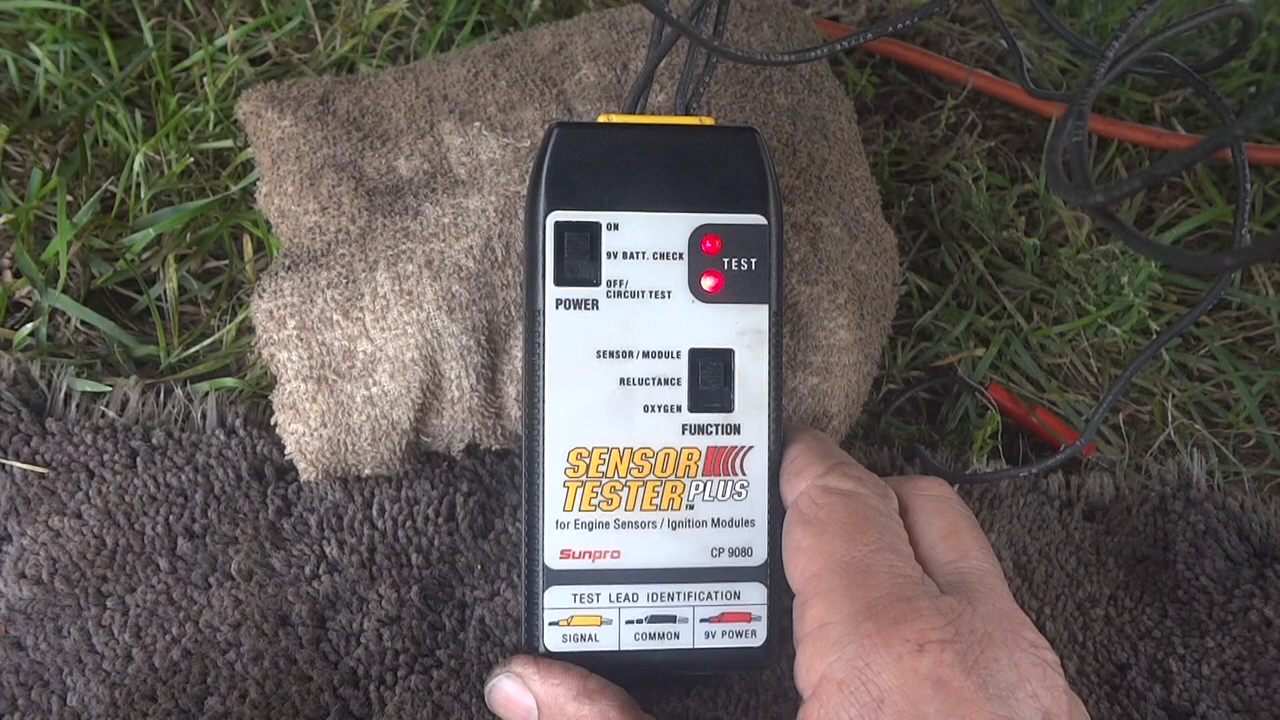 ON
9V BATT. CHECK
OFF/
CIRCUIT TEST
POWER
TEST
SENSOR/MODULE
RELUCTANCE
OXYGEN
FUNCTION
SENSOR
TESTER PLUS
TM
for Engine Sensors / Ignition Modules
Sunpro CP 9080
TEST LEAD IDENTIFICATION
SIGNAL COMMON 9V POWER